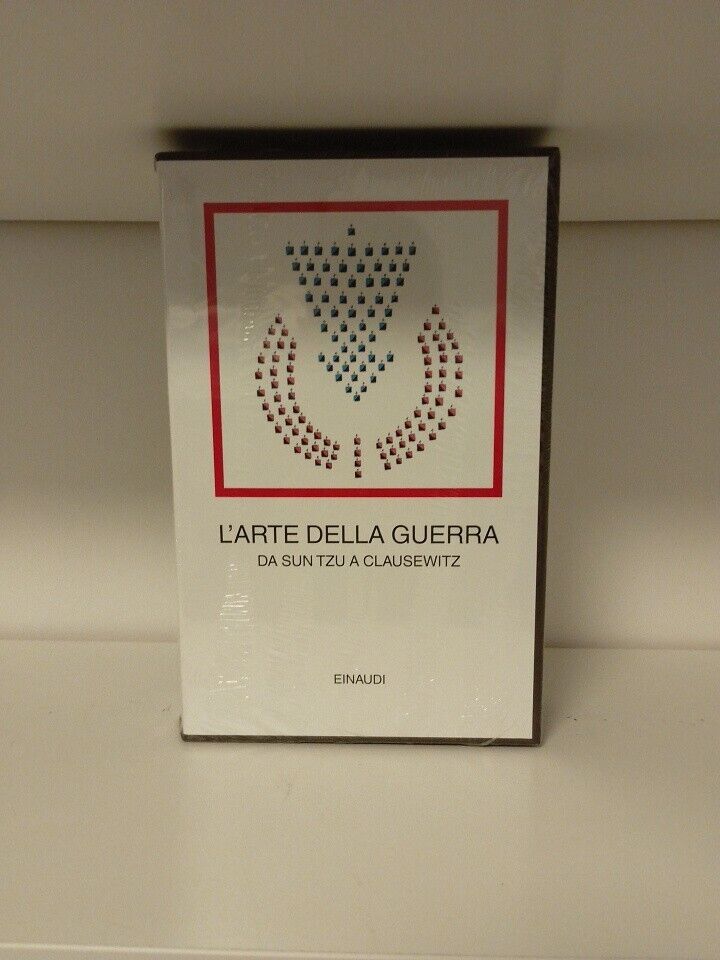 L'ARTE DELLA GUERRA
DA SUN TZU A CLAUSEWITZ
EINAUDI